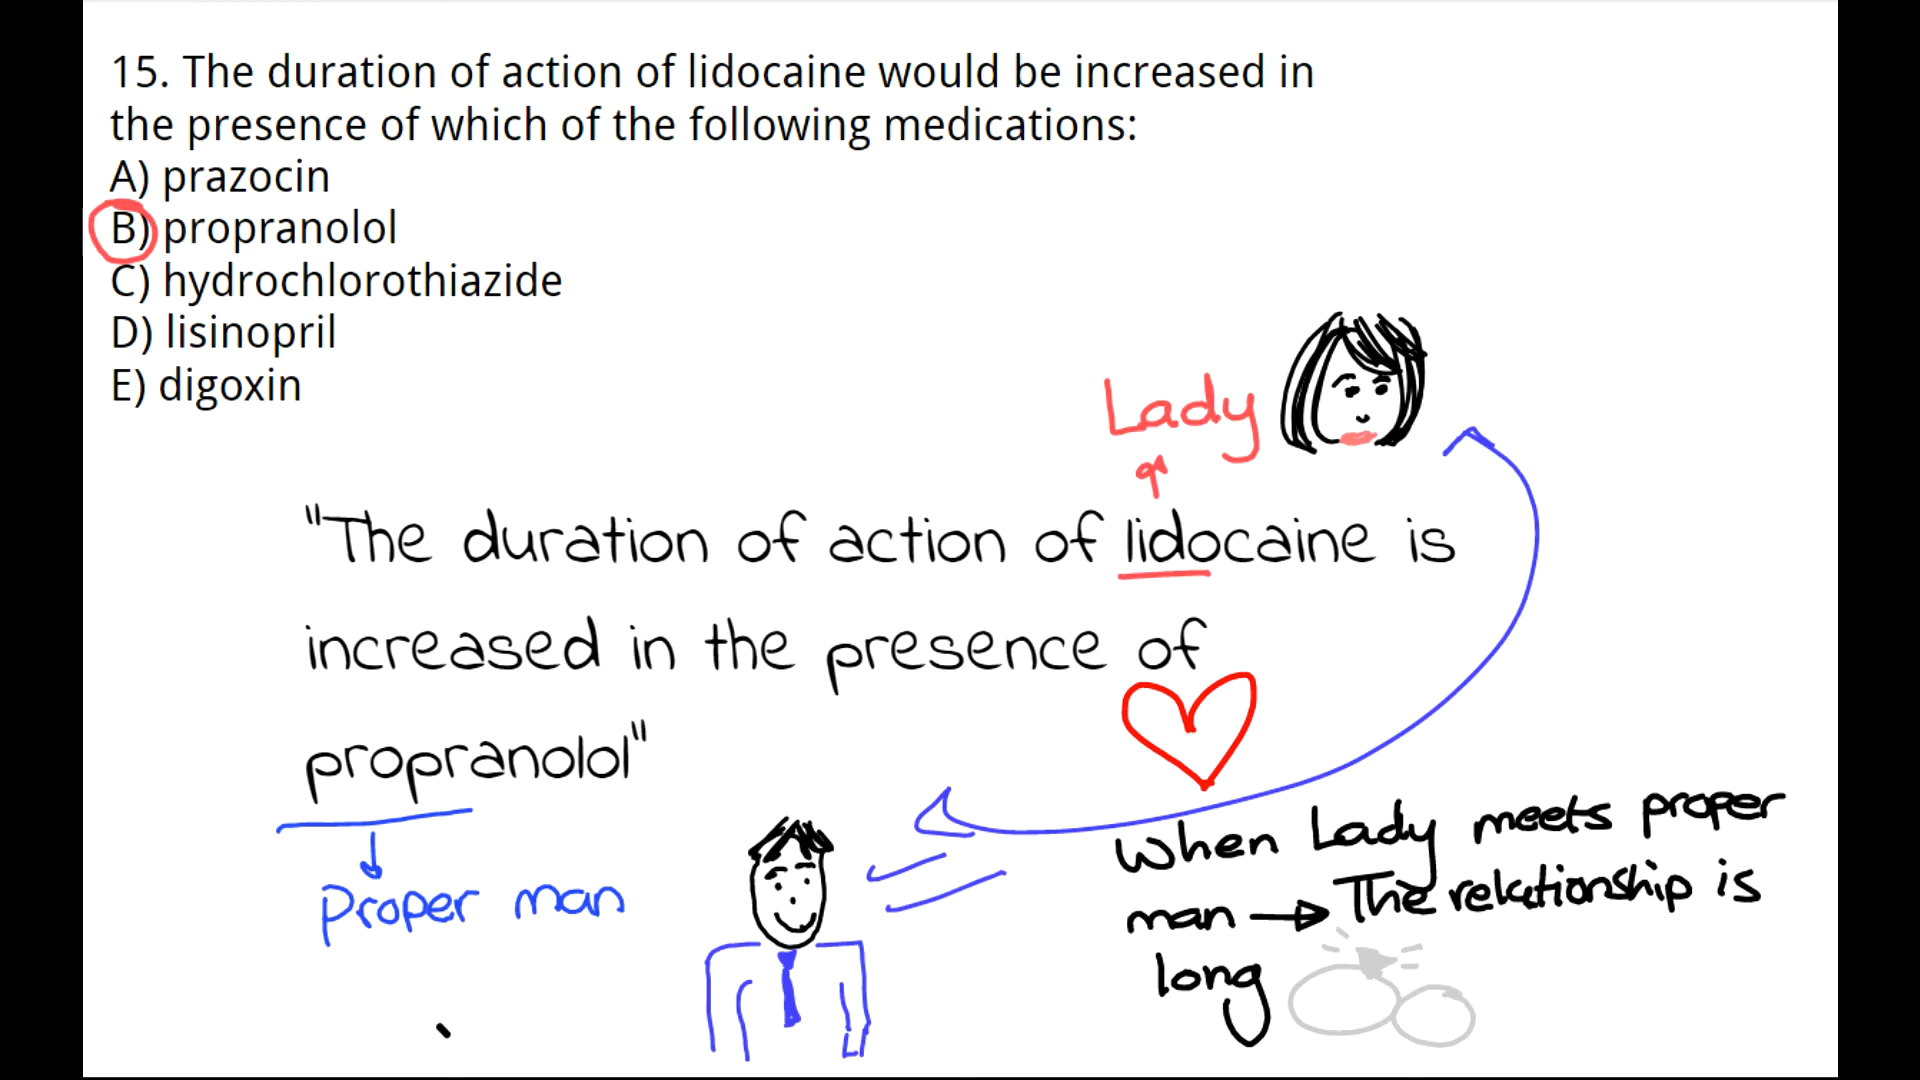 15. The duration of action of lidocaine would be increased in
the presence of which of the following medications:
A) prazocin
B) propranolol
C) hydrochlorothiazide
D) lisinopril
E) digoxin
Lady
"The duration of action of lidocaine is
increased in the presence of
propranolol"
Proper man
When Lady meets proper
man → The relationship is
long